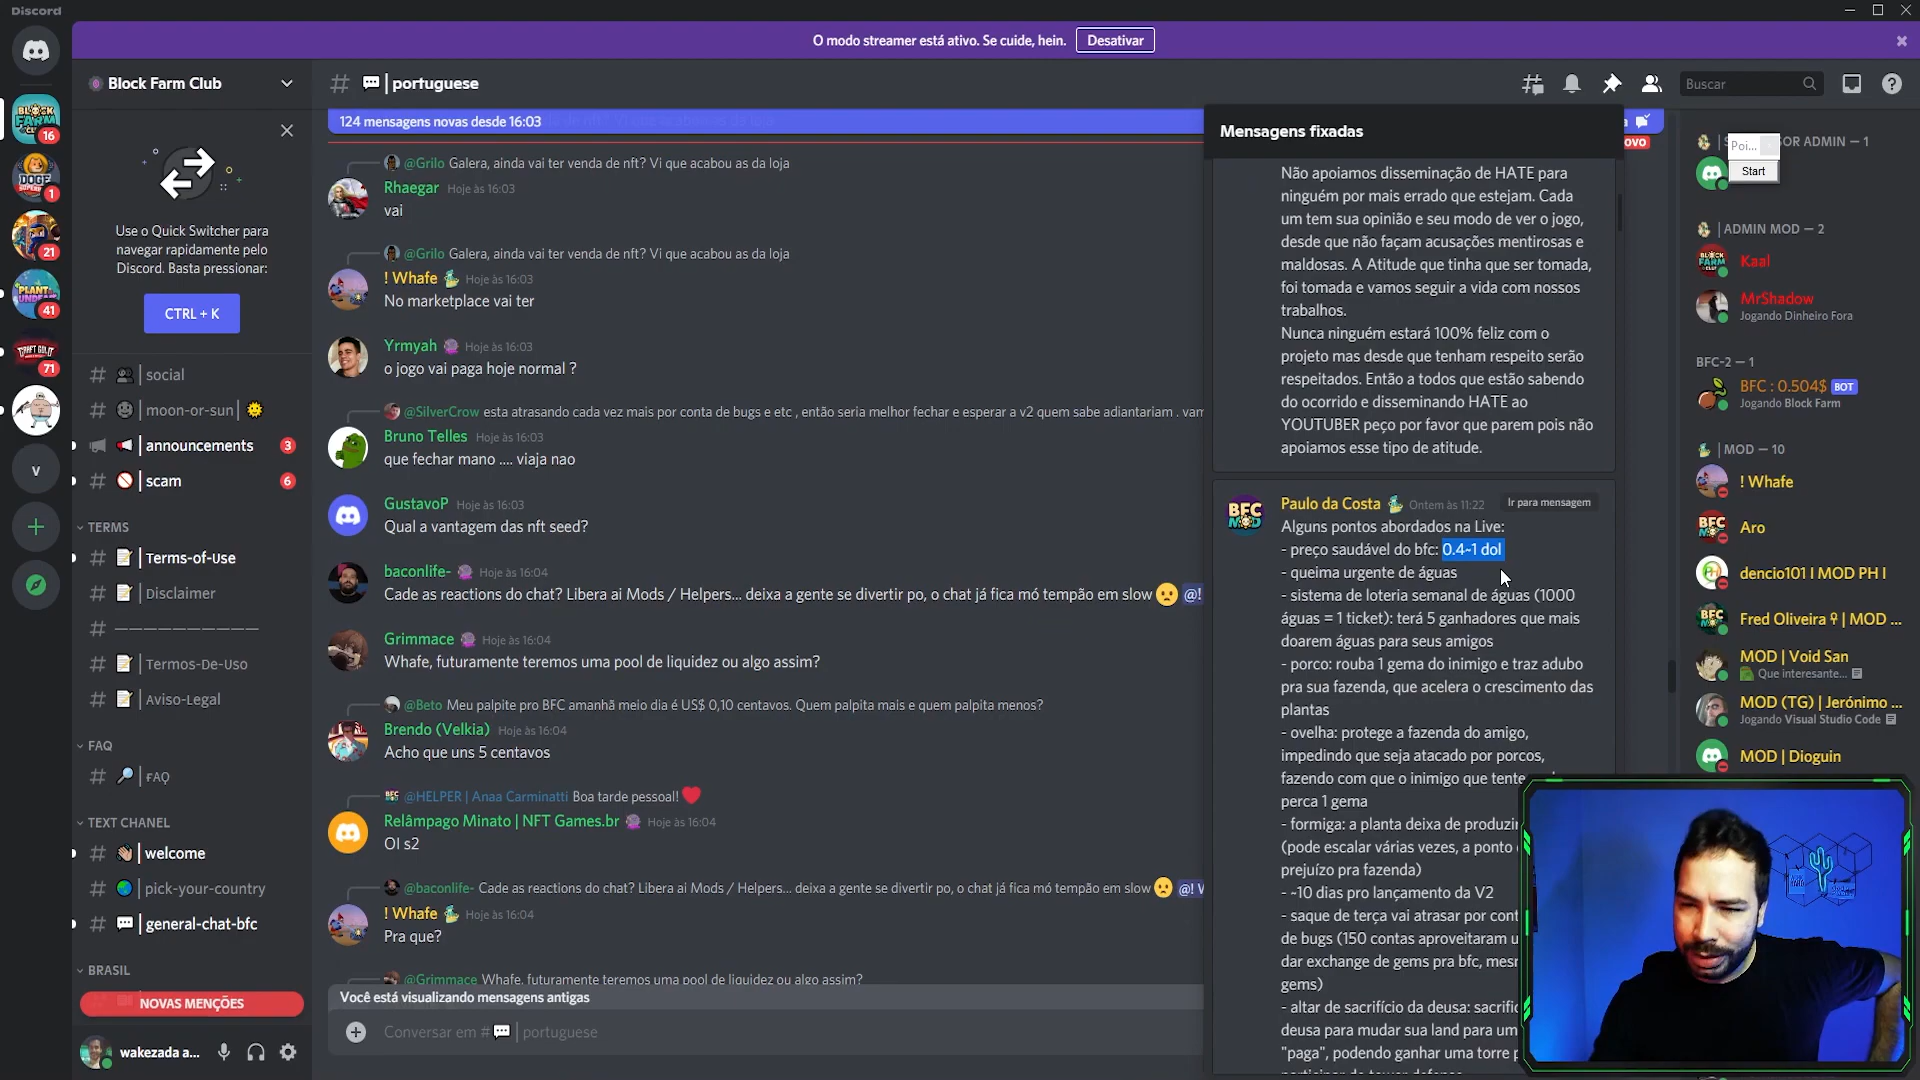 Discord
O modo streamer está ativo. Se cuide, hein. Desativar
BLOCK FARM CLUB
16
DOGE SUPER
1
21
PLANT UNDEAD
41
71
v
Block Farm Club
Use o Quick Switcher para
navegar rapidamente pelo
Discord. Basta pressionar:
CTRL + K
social
moon-or-sun
announcements 3
scam 6
TERMS
Terms-of-Use
Disclaimer
——————————
Termos-De-Uso
Aviso-Legal
FAQ
FAQ
TEXT CHANEL
welcome
pick-your-country
general-chat-bfc
BRASIL
NOVAS MENÇÕES
wakezada a...
# | portuguese
Buscar
124 mensagens novas desde 16:03
@Grilo Galera, ainda vai ter venda de nft? Vi que acabou as da loja
Rhaegar Hoje às 16:03
vai
@Grilo Galera, ainda vai ter venda de nft? Vi que acabou as da loja
! Whafe Hoje às 16:03
No marketplace vai ter
Yrmyah Hoje às 16:03
o jogo vai paga hoje normal ?
@SilverCrow esta atrasando cada vez mais por conta de bugs e etc , então seria melhor fechar e esperar a v2 quem sabe adiantariam . vam
Bruno Telles Hoje às 16:03
que fechar mano .... viaja nao
GustavoP Hoje às 16:03
Qual a vantagem das nft seed?
baconlife- Hoje às 16:04
Cade as reactions do chat? Libera ai Mods / Helpers... deixa a gente se divertir po, o chat já fica mó tempão em slow @!
Grimmace Hoje às 16:04
Whafe, futuramente teremos uma pool de liquidez ou algo assim?
@Beto Meu palpite pro BFC amanhã meio dia é US$ 0,10 centavos. Quem palpita mais e quem palpita menos?
Brendo (Velkia) Hoje às 16:04
Acho que uns 5 centavos
@HELPER | Anaa Carminatti Boa tarde pessoal!
Relâmpago Minato | NFT Games.br Hoje às 16:04
OI s2
@baconlife- Cade as reactions do chat? Libera ai Mods / Helpers... deixa a gente se divertir po, o chat já fica mó tempão em slow @! W
! Whafe Hoje às 16:04
Pra que?
@Grimmace Whafe, futuramente teremos uma pool de liquidez ou algo assim?
Você está visualizando mensagens antigas
Conversar em # | portuguese
Mensagens fixadas
Não apoiamos disseminação de HATE para
ninguém por mais errado que estejam. Cada
um tem sua opinião e seu modo de ver o jogo,
desde que não façam acusações mentirosas e
maldosas. A Atitude que tinha que ser tomada,
foi tomada e vamos seguir a vida com nossos
trabalhos.
Nunca ninguém estará 100% feliz com o
projeto mas desde que tenham respeito serão
respeitados. Então a todos que estão sabendo
do ocorrido e disseminando HATE ao
YOUTUBER peço por favor que parem pois não
apoiamos esse tipo de atitude.
BFC MOD
Paulo da Costa Ontem às 11:22 Ir para mensagem
Alguns pontos abordados na Live:
- preço saudável do bfc: 0.4~1 dol
- queima urgente de águas
- sistema de loteria semanal de águas (1000
águas = 1 ticket): terá 5 ganhadores que mais
doarem águas para seus amigos
- porco: rouba 1 gema do inimigo e traz adubo
pra sua fazenda, que acelera o crescimento das
plantas
- ovelha: protege a fazenda do amigo,
impedindo que seja atacado por porcos,
fazendo com que o inimigo que tente
perca 1 gema
- formiga: a planta deixa de produzir
(pode escalar várias vezes, a ponto
prejuízo pra fazenda)
- ~10 dias pro lançamento da V2
- saque de terça vai atrasar por cont
de bugs (150 contas aproveitaram u
dar exchange de gems pra bfc, mesm
gems)
- altar de sacrifício da deusa: sacrific
deusa para mudar sua land para um
"paga", podendo ganhar uma torre p
ovo
Poi...
OR ADMIN — 1
Start
ADMIN MOD — 2
Kaal
MrShadow
Jogando Dinheiro Fora
BFC-2 — 1
BFC : 0.504$ BOT
Jogando Block Farm
MOD — 10
! Whafe
Aro
dencio101 I MOD PH I
Fred Oliveira | MOD ...
MOD | Void San
Que interesante...
MOD (TG) | Jerónimo ...
Jogando Visual Studio Code
MOD | Dioguin